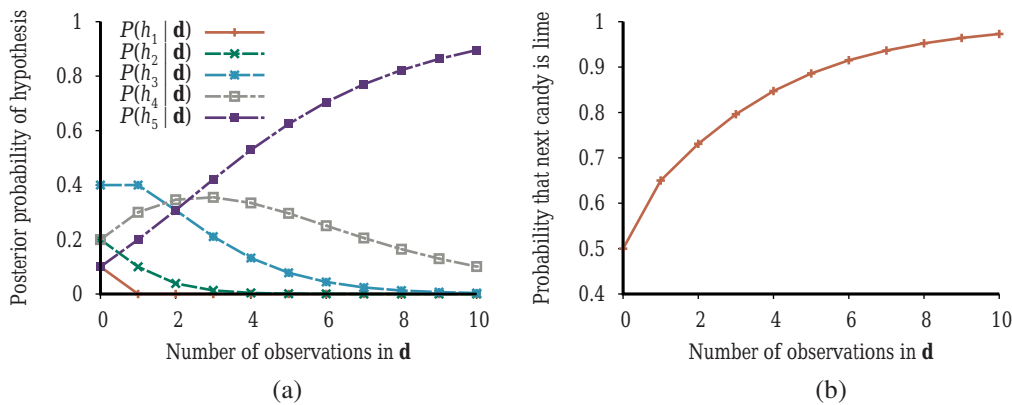 Posterior probability of hypothesis
1
0.8
0.6
0.4
0.2
0
P(h1 | d)
P(h2 | d)
P(h3 | d)
P(h4 | d)
P(h5 | d)
0 2 4 6 8 10
Number of observations in d
(a)
Probability that next candy is lime
1
0.9
0.8
0.7
0.6
0.5
0.4
0 2 4 6 8 10
Number of observations in d
(b)